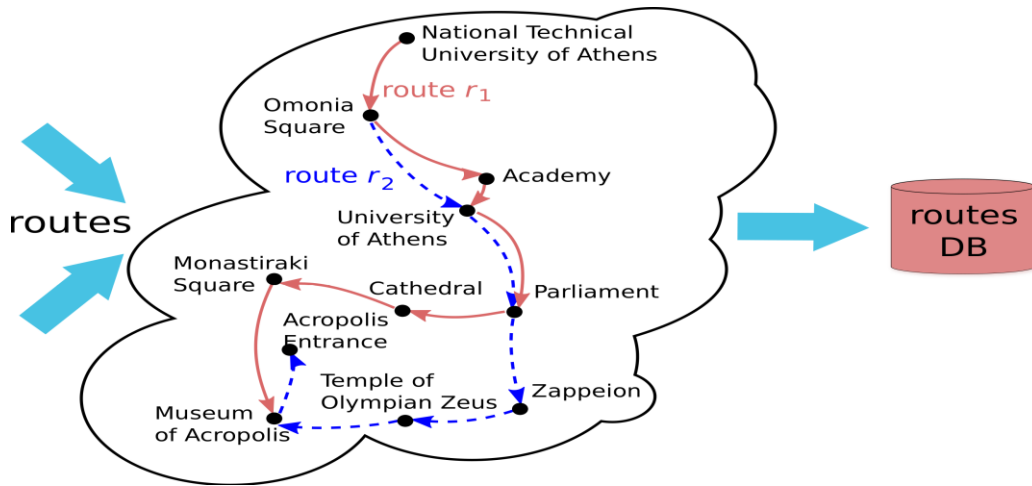 National Technical
University of Athens
route r1
Omonia
Square
route r2
Academy
University
of Athens
routes
routes
DB
Monastiraki
Square
Cathedral
Parliament
Acropolis
Entrance
Temple of
Olympian Zeus
Zappeion
Museum
of Acropolis